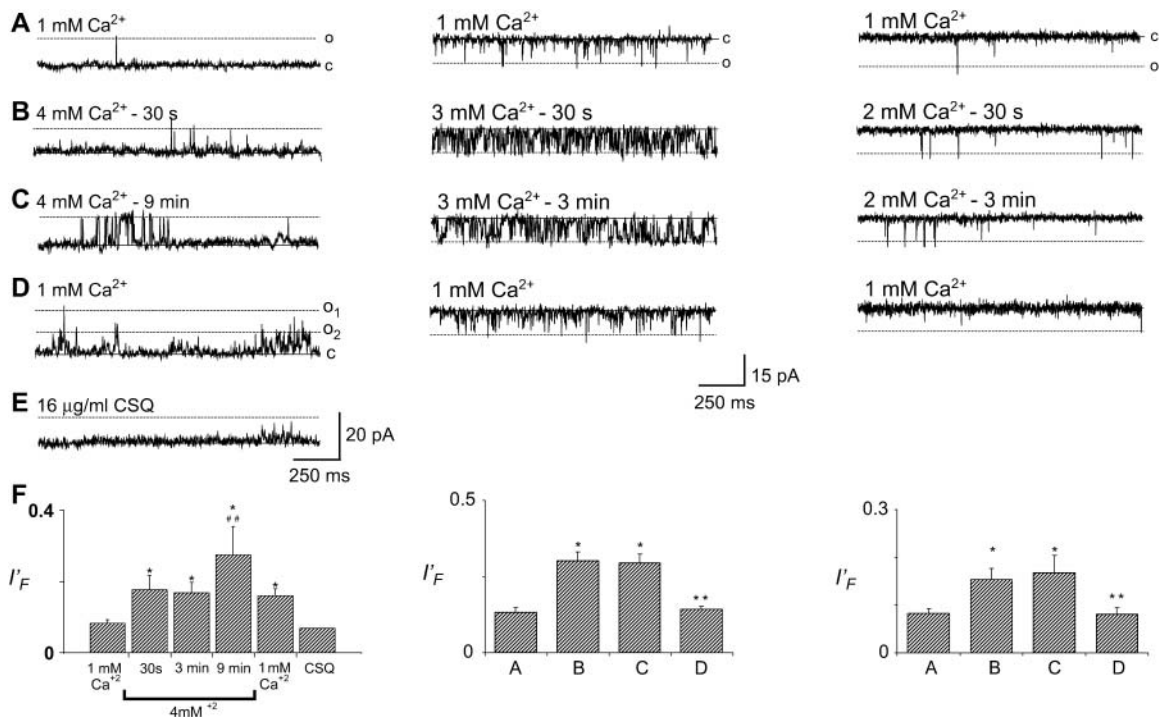 A
1 mM Ca²⁺
o
c
1 mM Ca²⁺
c
o
1 mM Ca²⁺
c
o
B
4 mM Ca²⁺ - 30 s
3 mM Ca²⁺ - 30 s
2 mM Ca²⁺ - 30 s
C
4 mM Ca²⁺ - 9 min
3 mM Ca²⁺ - 3 min
2 mM Ca²⁺ - 3 min
D
1 mM Ca²⁺
o₁
o₂
c
1 mM Ca²⁺
1 mM Ca²⁺
15 pA
250 ms
E
16 µg/ml CSQ
20 pA
250 ms
F
0.4
I'F
0
*
*
*
##
*
1 mM
Ca⁺²
30s
3 min
9 min
1 mM
Ca⁺²
CSQ
4mM ⁺²
0.5
I'F
0
*
*
**
A B C D
0.3
I'F
0
*
*
**
A B C D